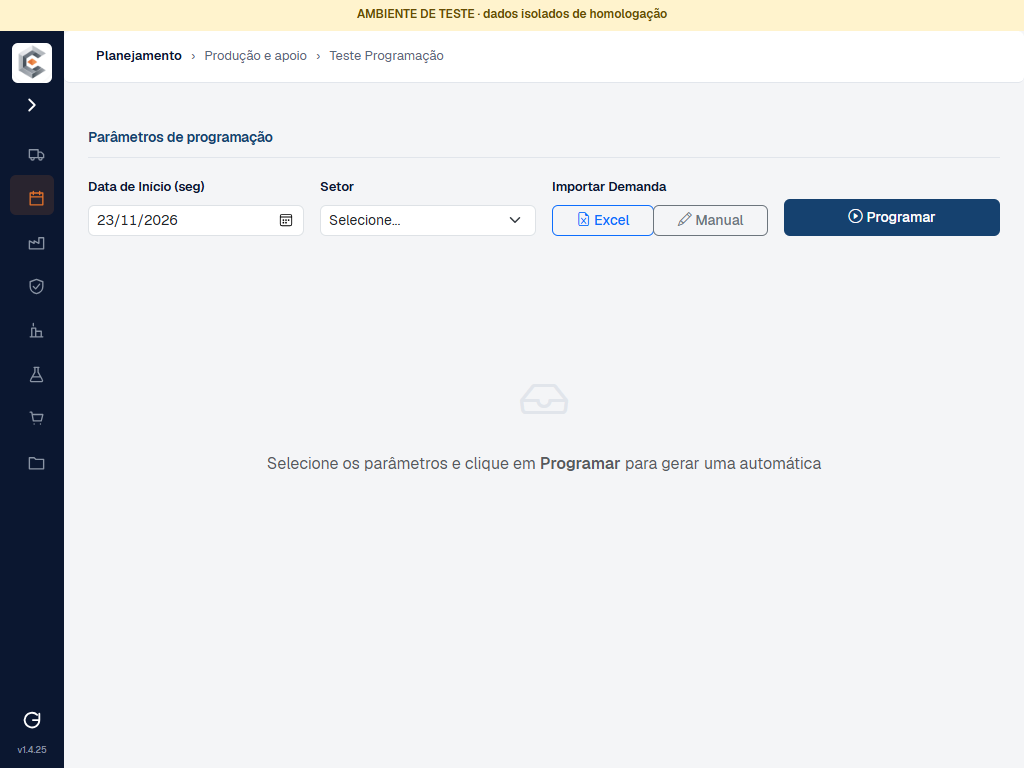 AMBIENTE DE TESTE · dados isolados de homologação
Planejamento › Produção e apoio › Teste Programação
Parâmetros de programação
Data de Início (seg)
Setor
Importar Demanda
23/11/2026
Selecione...
Excel
Manual
Programar
Selecione os parâmetros e clique em Programar para gerar uma automática
v1.4.25